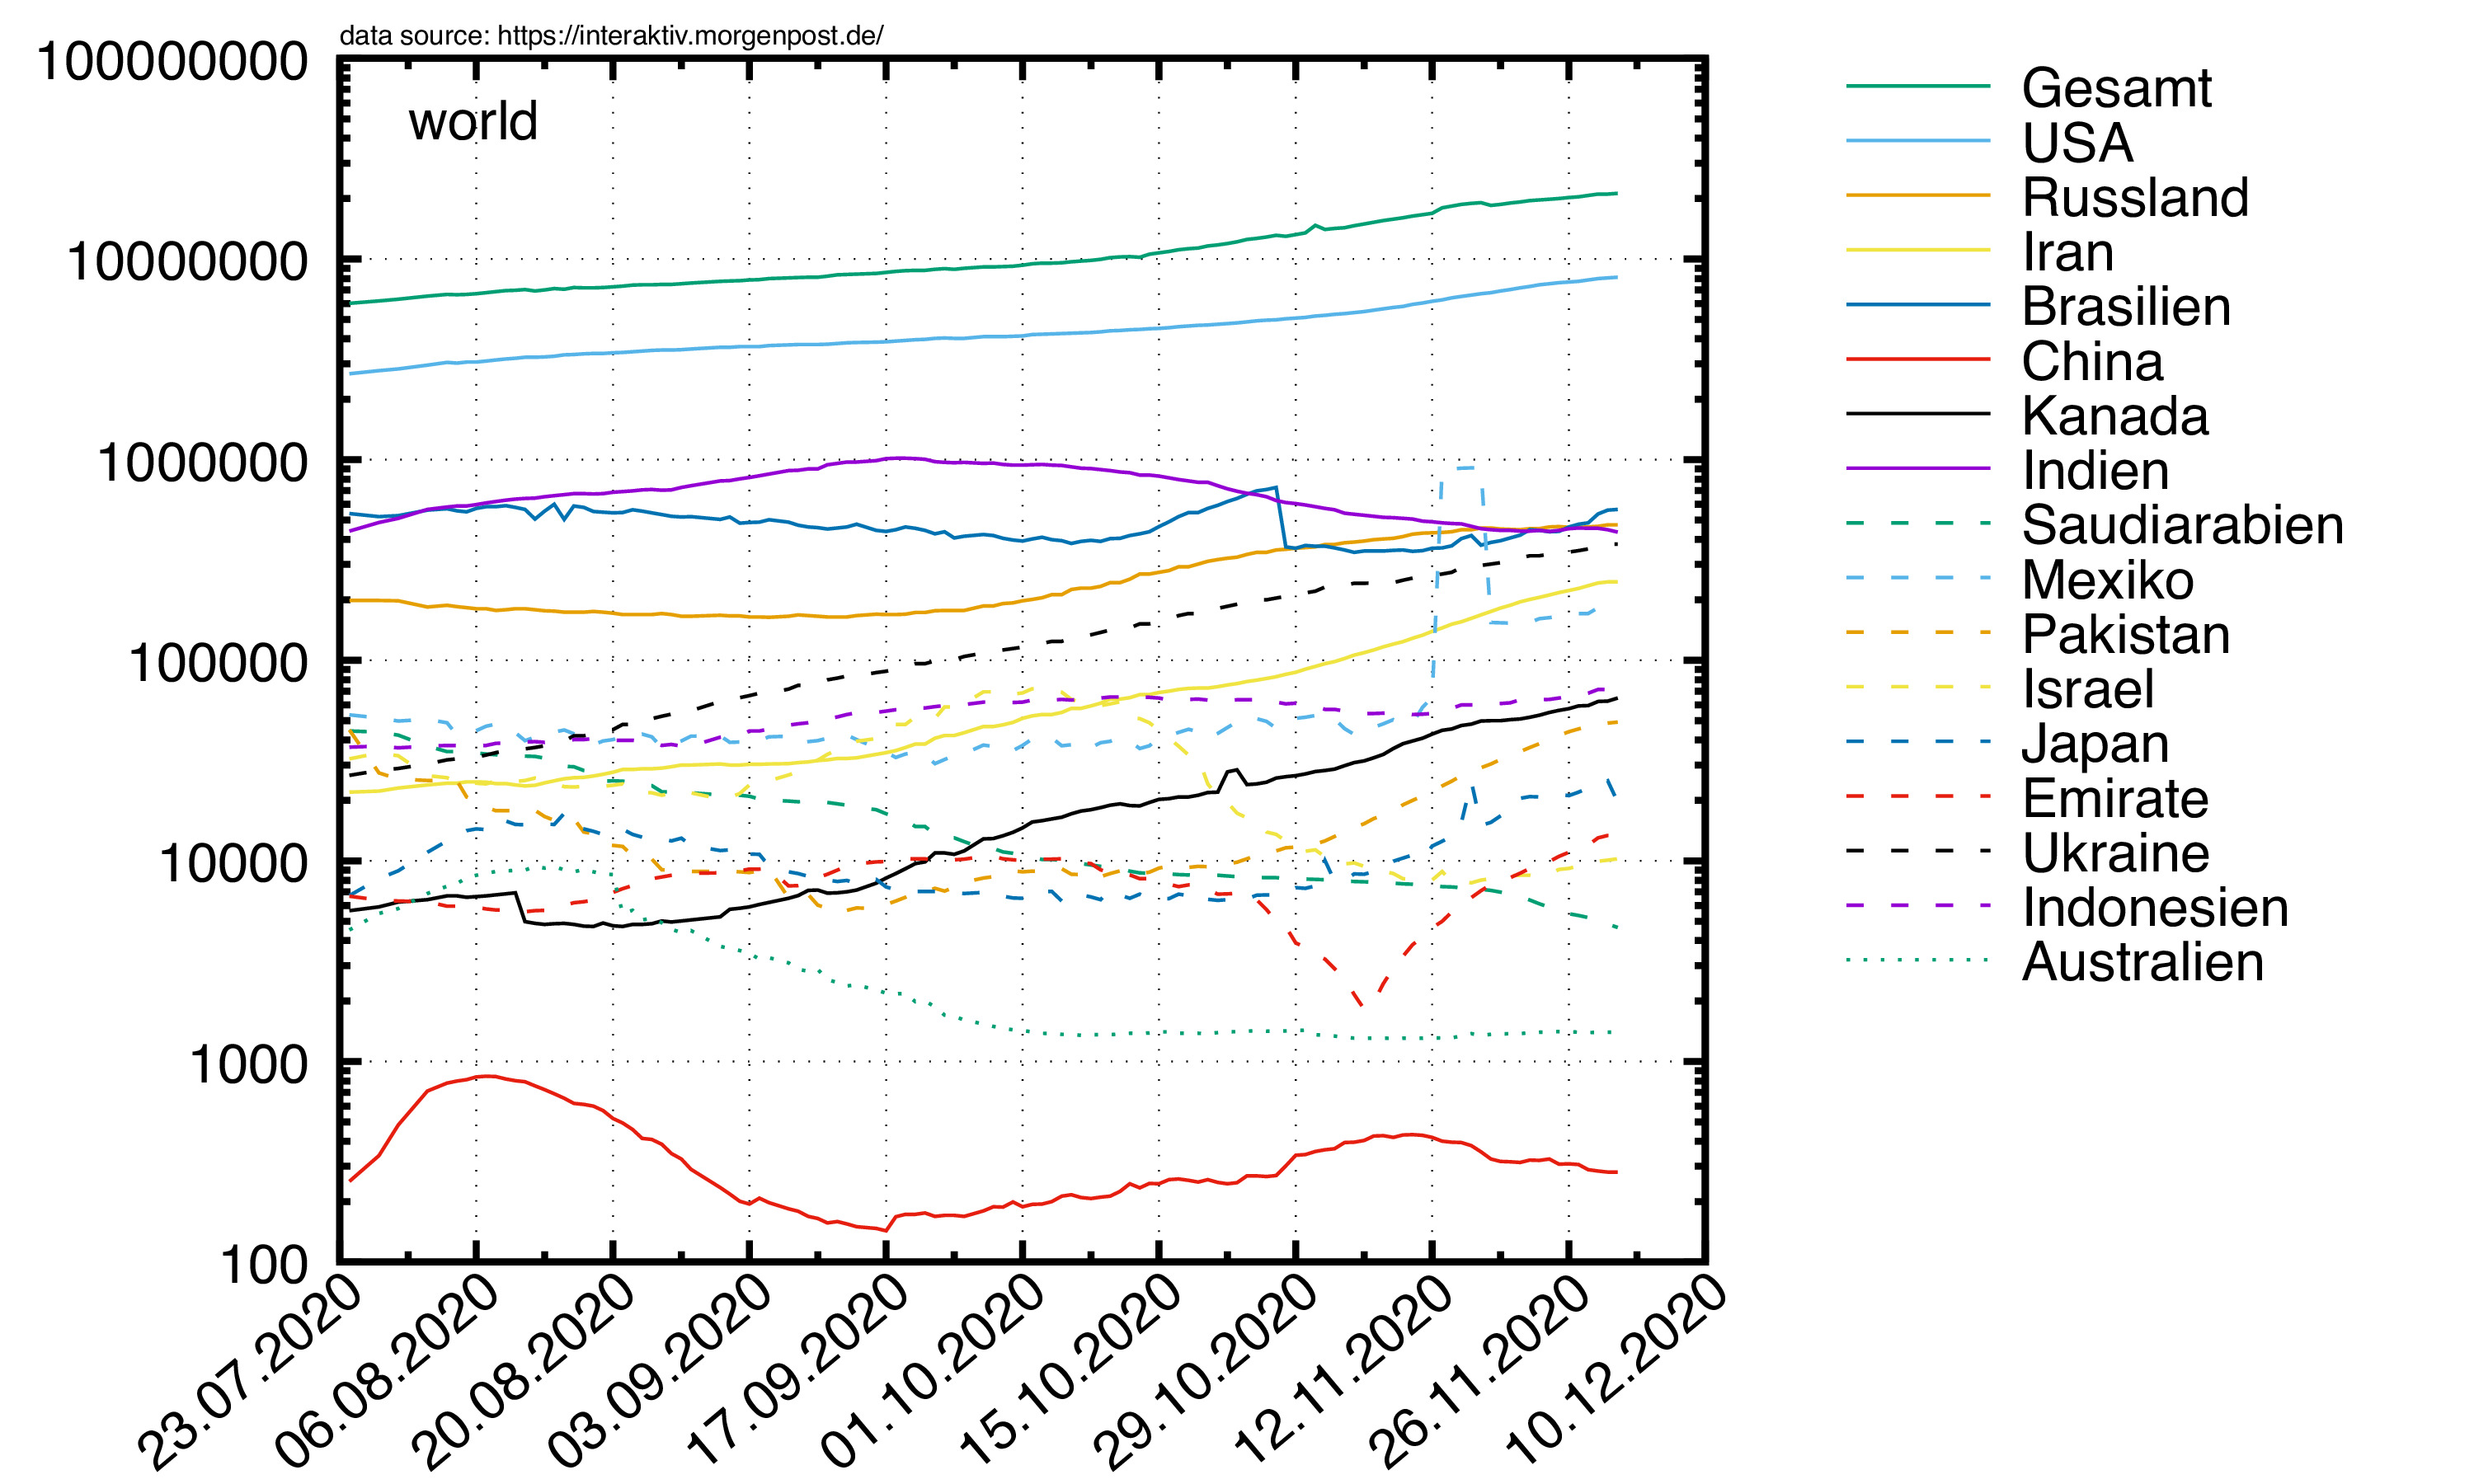 data source: https://interaktiv.morgenpost.de/
world
100000000
10000000
1000000
100000
10000
1000
100
23.07.2020
06.08.2020
20.08.2020
03.09.2020
17.09.2020
01.10.2020
15.10.2020
29.10.2020
12.11.2020
26.11.2020
10.12.2020
Gesamt
USA
Russland
Iran
Brasilien
China
Kanada
Indien
Saudiarabien
Mexiko
Pakistan
Israel
Japan
Emirate
Ukraine
Indonesien
Australien